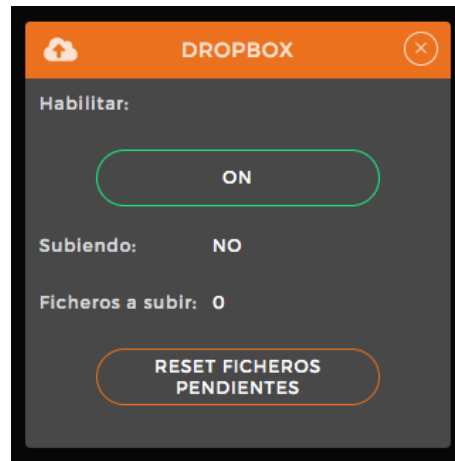 DROPBOX
Habilitar:
ON
Subiendo: NO
Ficheros a subir: 0
RESET FICHEROS
PENDIENTES